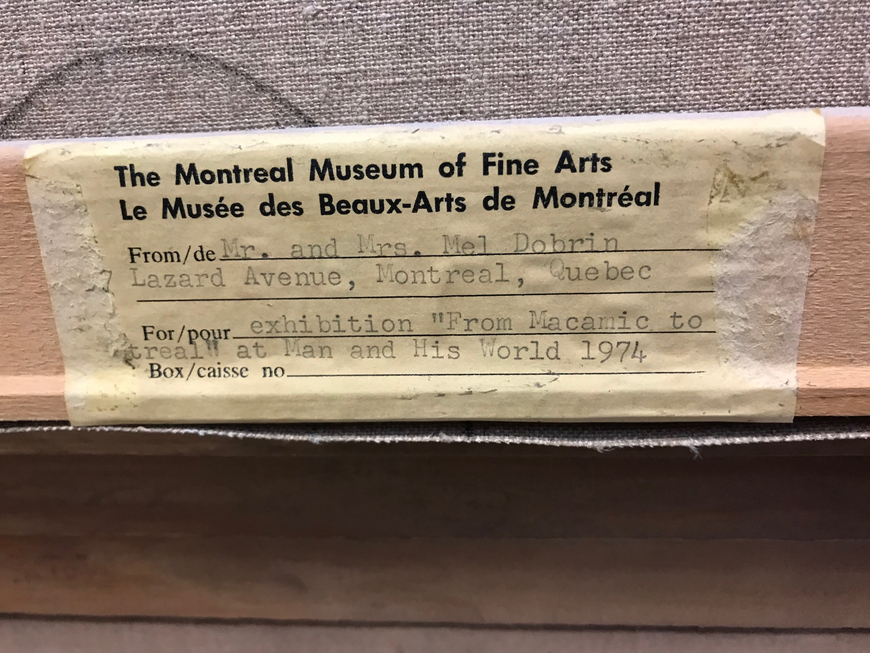 The Montreal Museum of Fine Arts
Le Musée des Beaux-Arts de Montréal
From/de Mr. and Mrs. Mel Dobrin
7 Lazard Avenue, Montreal, Quebec
For/pour exhibition "From Macamic to
treal" at Man and His World 1974
Box/caisse no